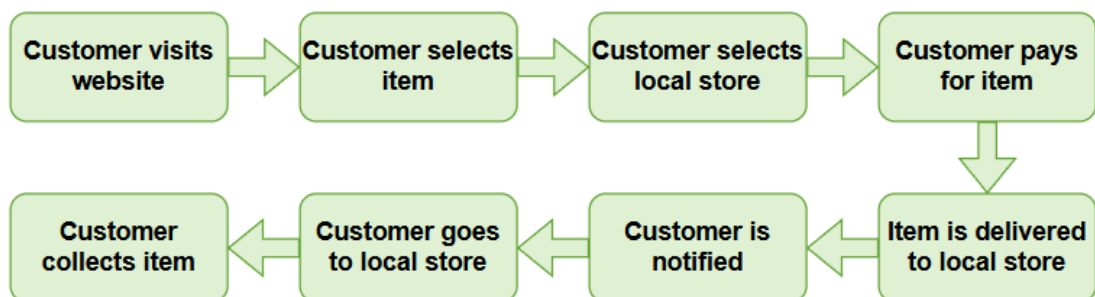 Customer visits
website
Customer selects
item
Customer selects
local store
Customer pays
for item
Item is delivered
to local store
Customer is
notified
Customer goes
to local store
Customer
collects item